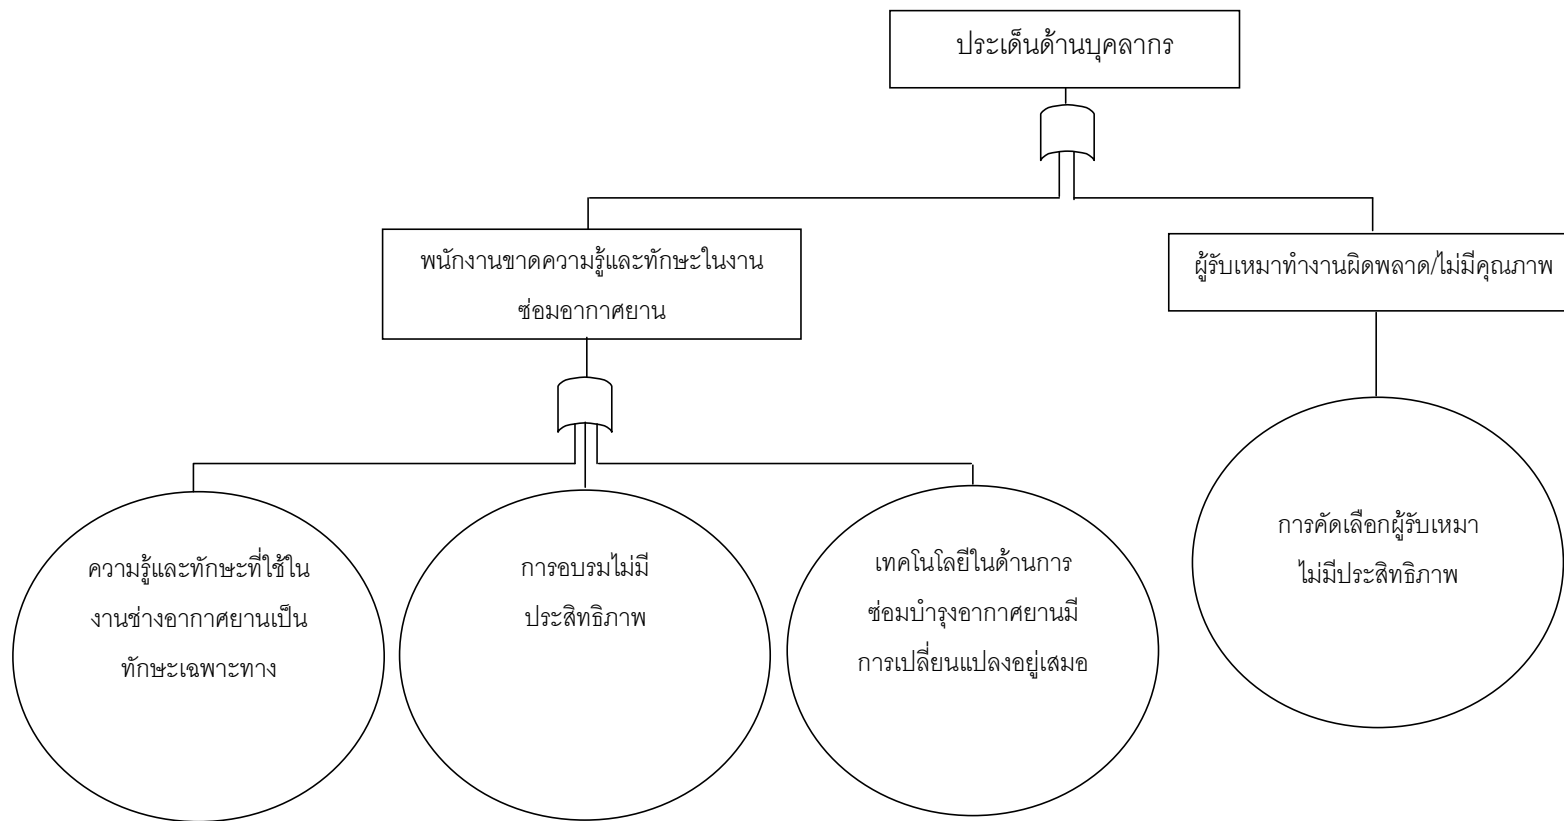 ประเด็นด้านบุคลากร
พนักงานขาดความรู้และทักษะในงาน
ซ่อมอากาศยาน
ผู้รับเหมาทำงานผิดพลาด/ไม่มีคุณภาพ
ความรู้และทักษะที่ใช้ใน
งานช่างอากาศยานเป็น
ทักษะเฉพาะทาง
การอบรมไม่มี
ประสิทธิภาพ
เทคโนโลยีในด้านการ
ซ่อมบำรุงอากาศยานมี
การเปลี่ยนแปลงอยู่เสมอ
การคัดเลือกผู้รับเหมา
ไม่มีประสิทธิภาพ